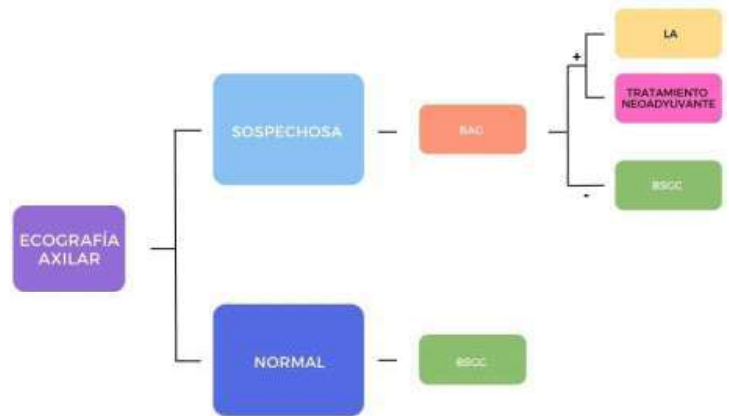 LA
+
TRATAMIENTO
NEOADYUVANTE
SOSPECHOSA
BAG
BSGC
-
ECOGRAFÍA
AXILAR
NORMAL
BSGC